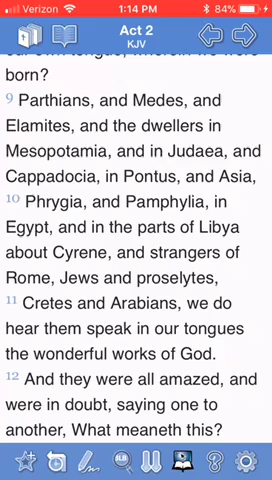 Verizon 1:14 PM 84%
Act 2
KJV
born?
9 Parthians, and Medes, and
Elamites, and the dwellers in
Mesopotamia, and in Judaea, and
Cappadocia, in Pontus, and Asia,
10 Phrygia, and Pamphylia, in
Egypt, and in the parts of Libya
about Cyrene, and strangers of
Rome, Jews and proselytes,
11 Cretes and Arabians, we do
hear them speak in our tongues
the wonderful works of God.
12 And they were all amazed, and
were in doubt, saying one to
another, What meaneth this?
BLB